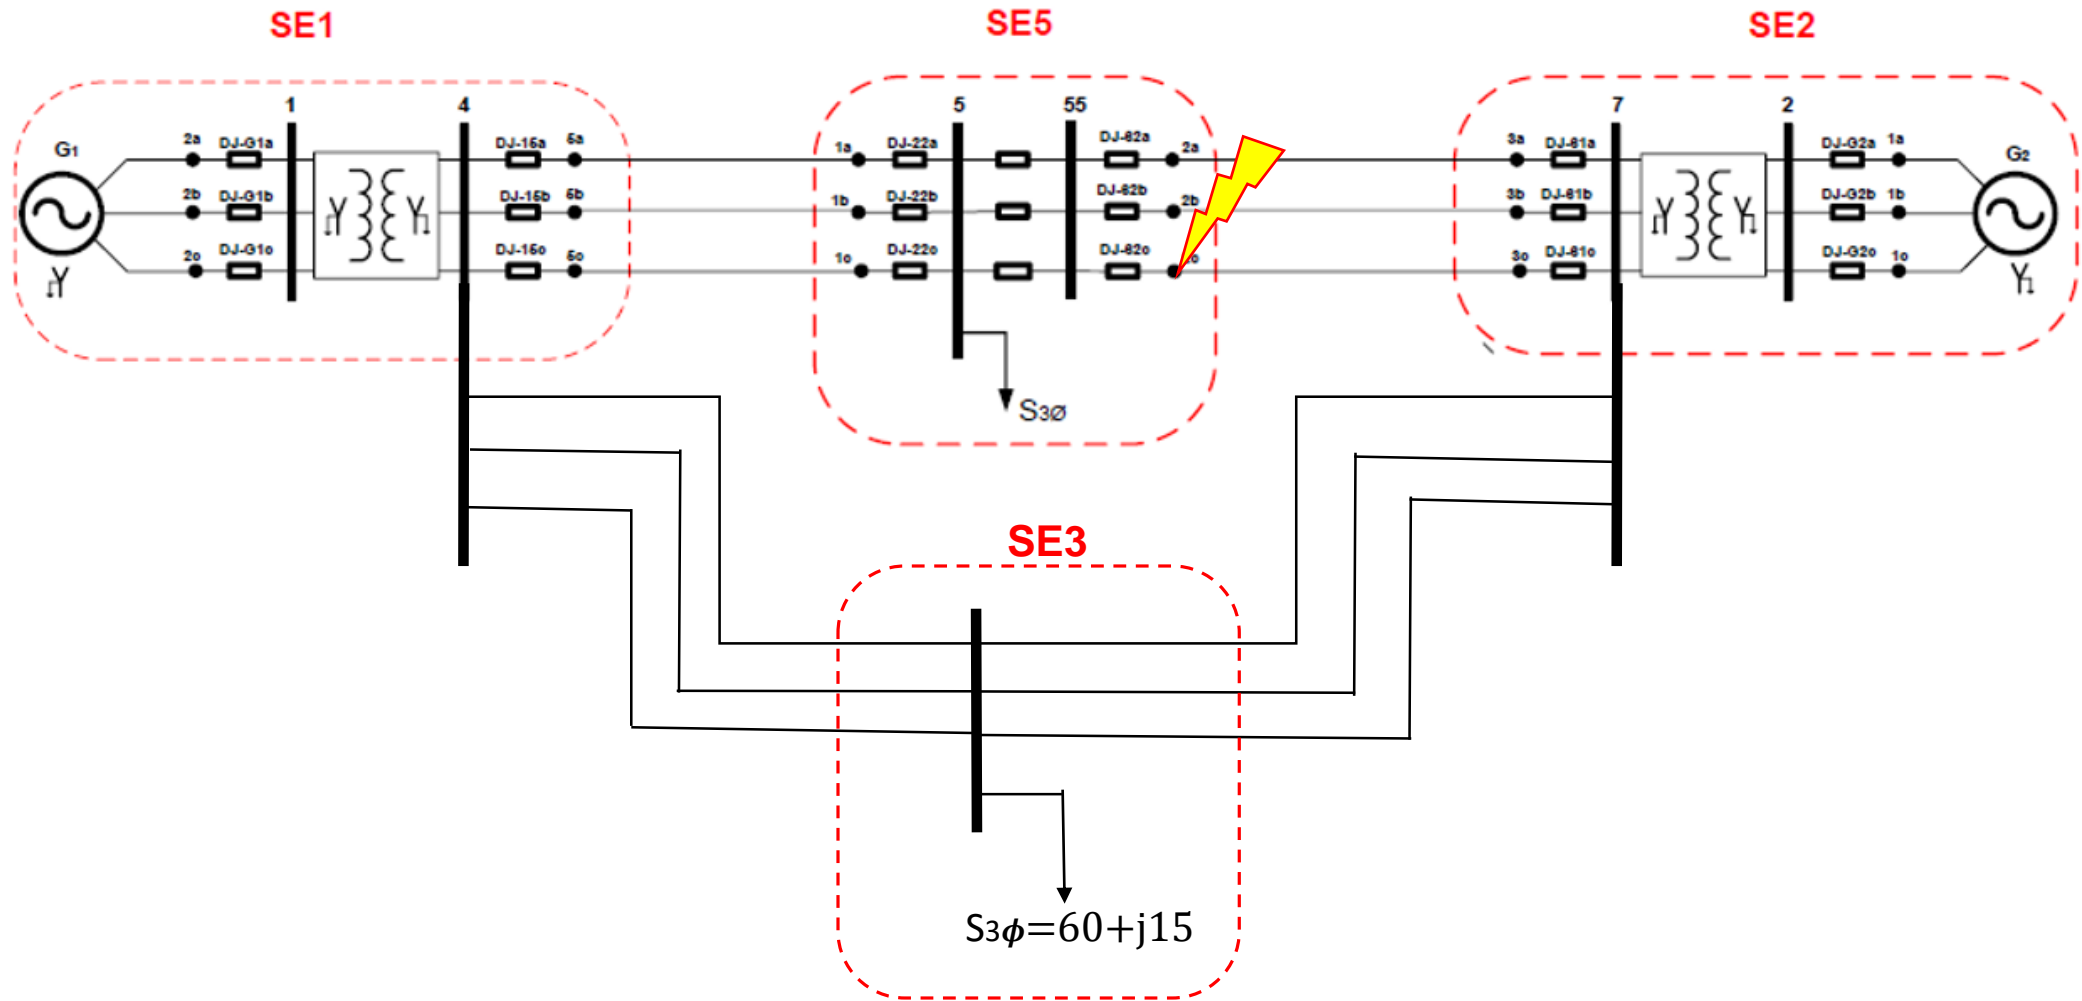 SE1
SE5
SE2
1
4
5
55
7
2
G1
2a
DJ-G1a
DJ-15a
5a
1a
DJ-22a
DJ-62a
2a
3a
DJ-61a
DJ-G2a
1a
G2
2b
DJ-G1b
DJ-15b
5b
1b
DJ-22b
DJ-62b
2b
3b
DJ-61b
DJ-G2b
1b
2c
DJ-G1c
DJ-15c
5c
1c
DJ-22c
DJ-62c
3c
DJ-61c
DJ-G2c
1c
S3Ø
SE3
S3ϕ=60+j15